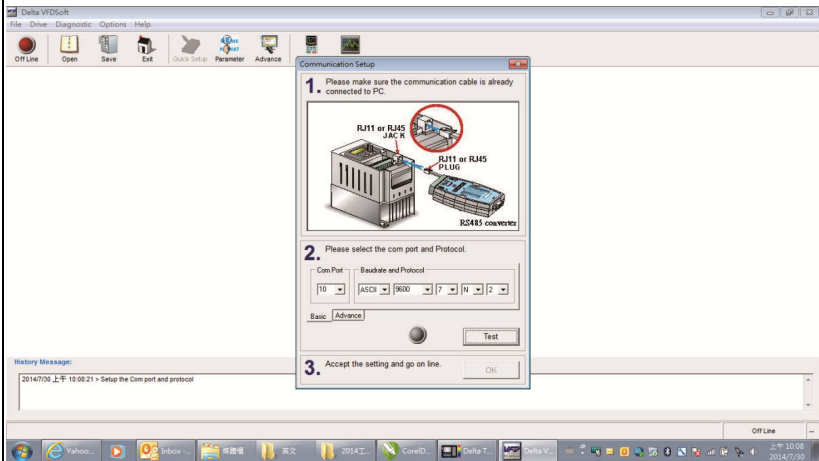 Delta VFDSoft
File Drive Diagnostic Options Help
Off Line Open Save Exit Quick Setup Parameter Advance
Communication Setup
1. Please make sure the communication cable is already
connected to PC.
RJ11 or RJ45
JACK
RJ11 or RJ45
PLUG
RS485 converter
2. Please select the com port and Protocol.
Com Port Baudrate and Protocol
10 ASCII 9600 7 N 2
Basic Advance
Test
3. Accept the setting and go on line.
OK
History Message:
2014/7/30 上午 10:08:21 > Setup the Com port and protocol
Off Line
Yahoo... Inbox -... 媒體櫃 英文 2014工... CorelD... Delta T... Delta V...
上午 10:08
2014/7/30